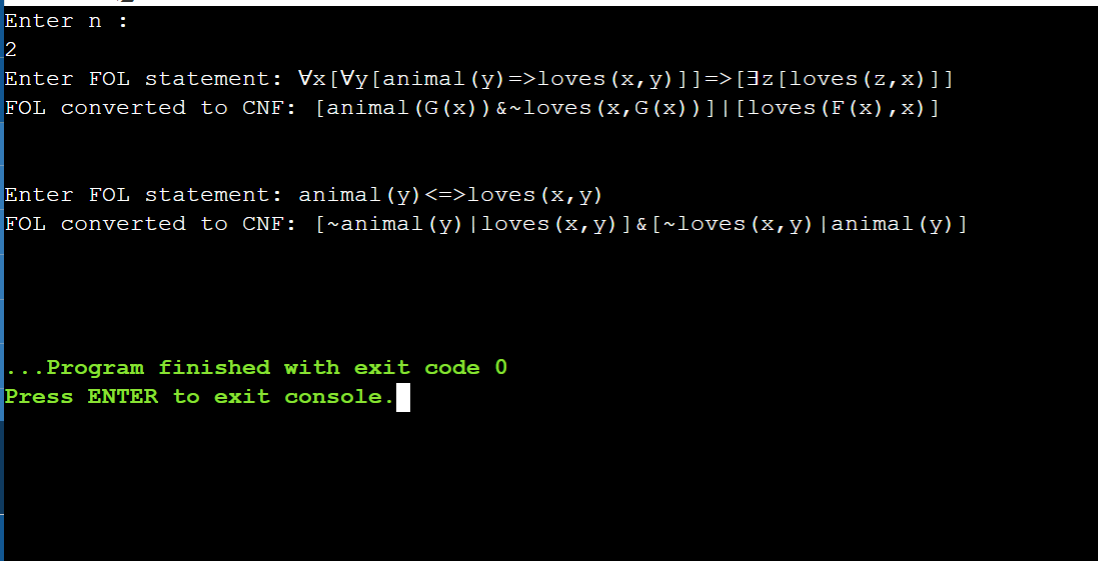 Enter n :
2
Enter FOL statement: ∀x[∀y[animal(y)=>loves(x,y)]]=>[∃z[loves(z,x)]]
FOL converted to CNF: [animal(G(x))&~loves(x,G(x))]|[loves(F(x),x)]
Enter FOL statement: animal(y)<=>loves(x,y)
FOL converted to CNF: [~animal(y)|loves(x,y)]&[~loves(x,y)|animal(y)]
...Program finished with exit code 0
Press ENTER to exit console.